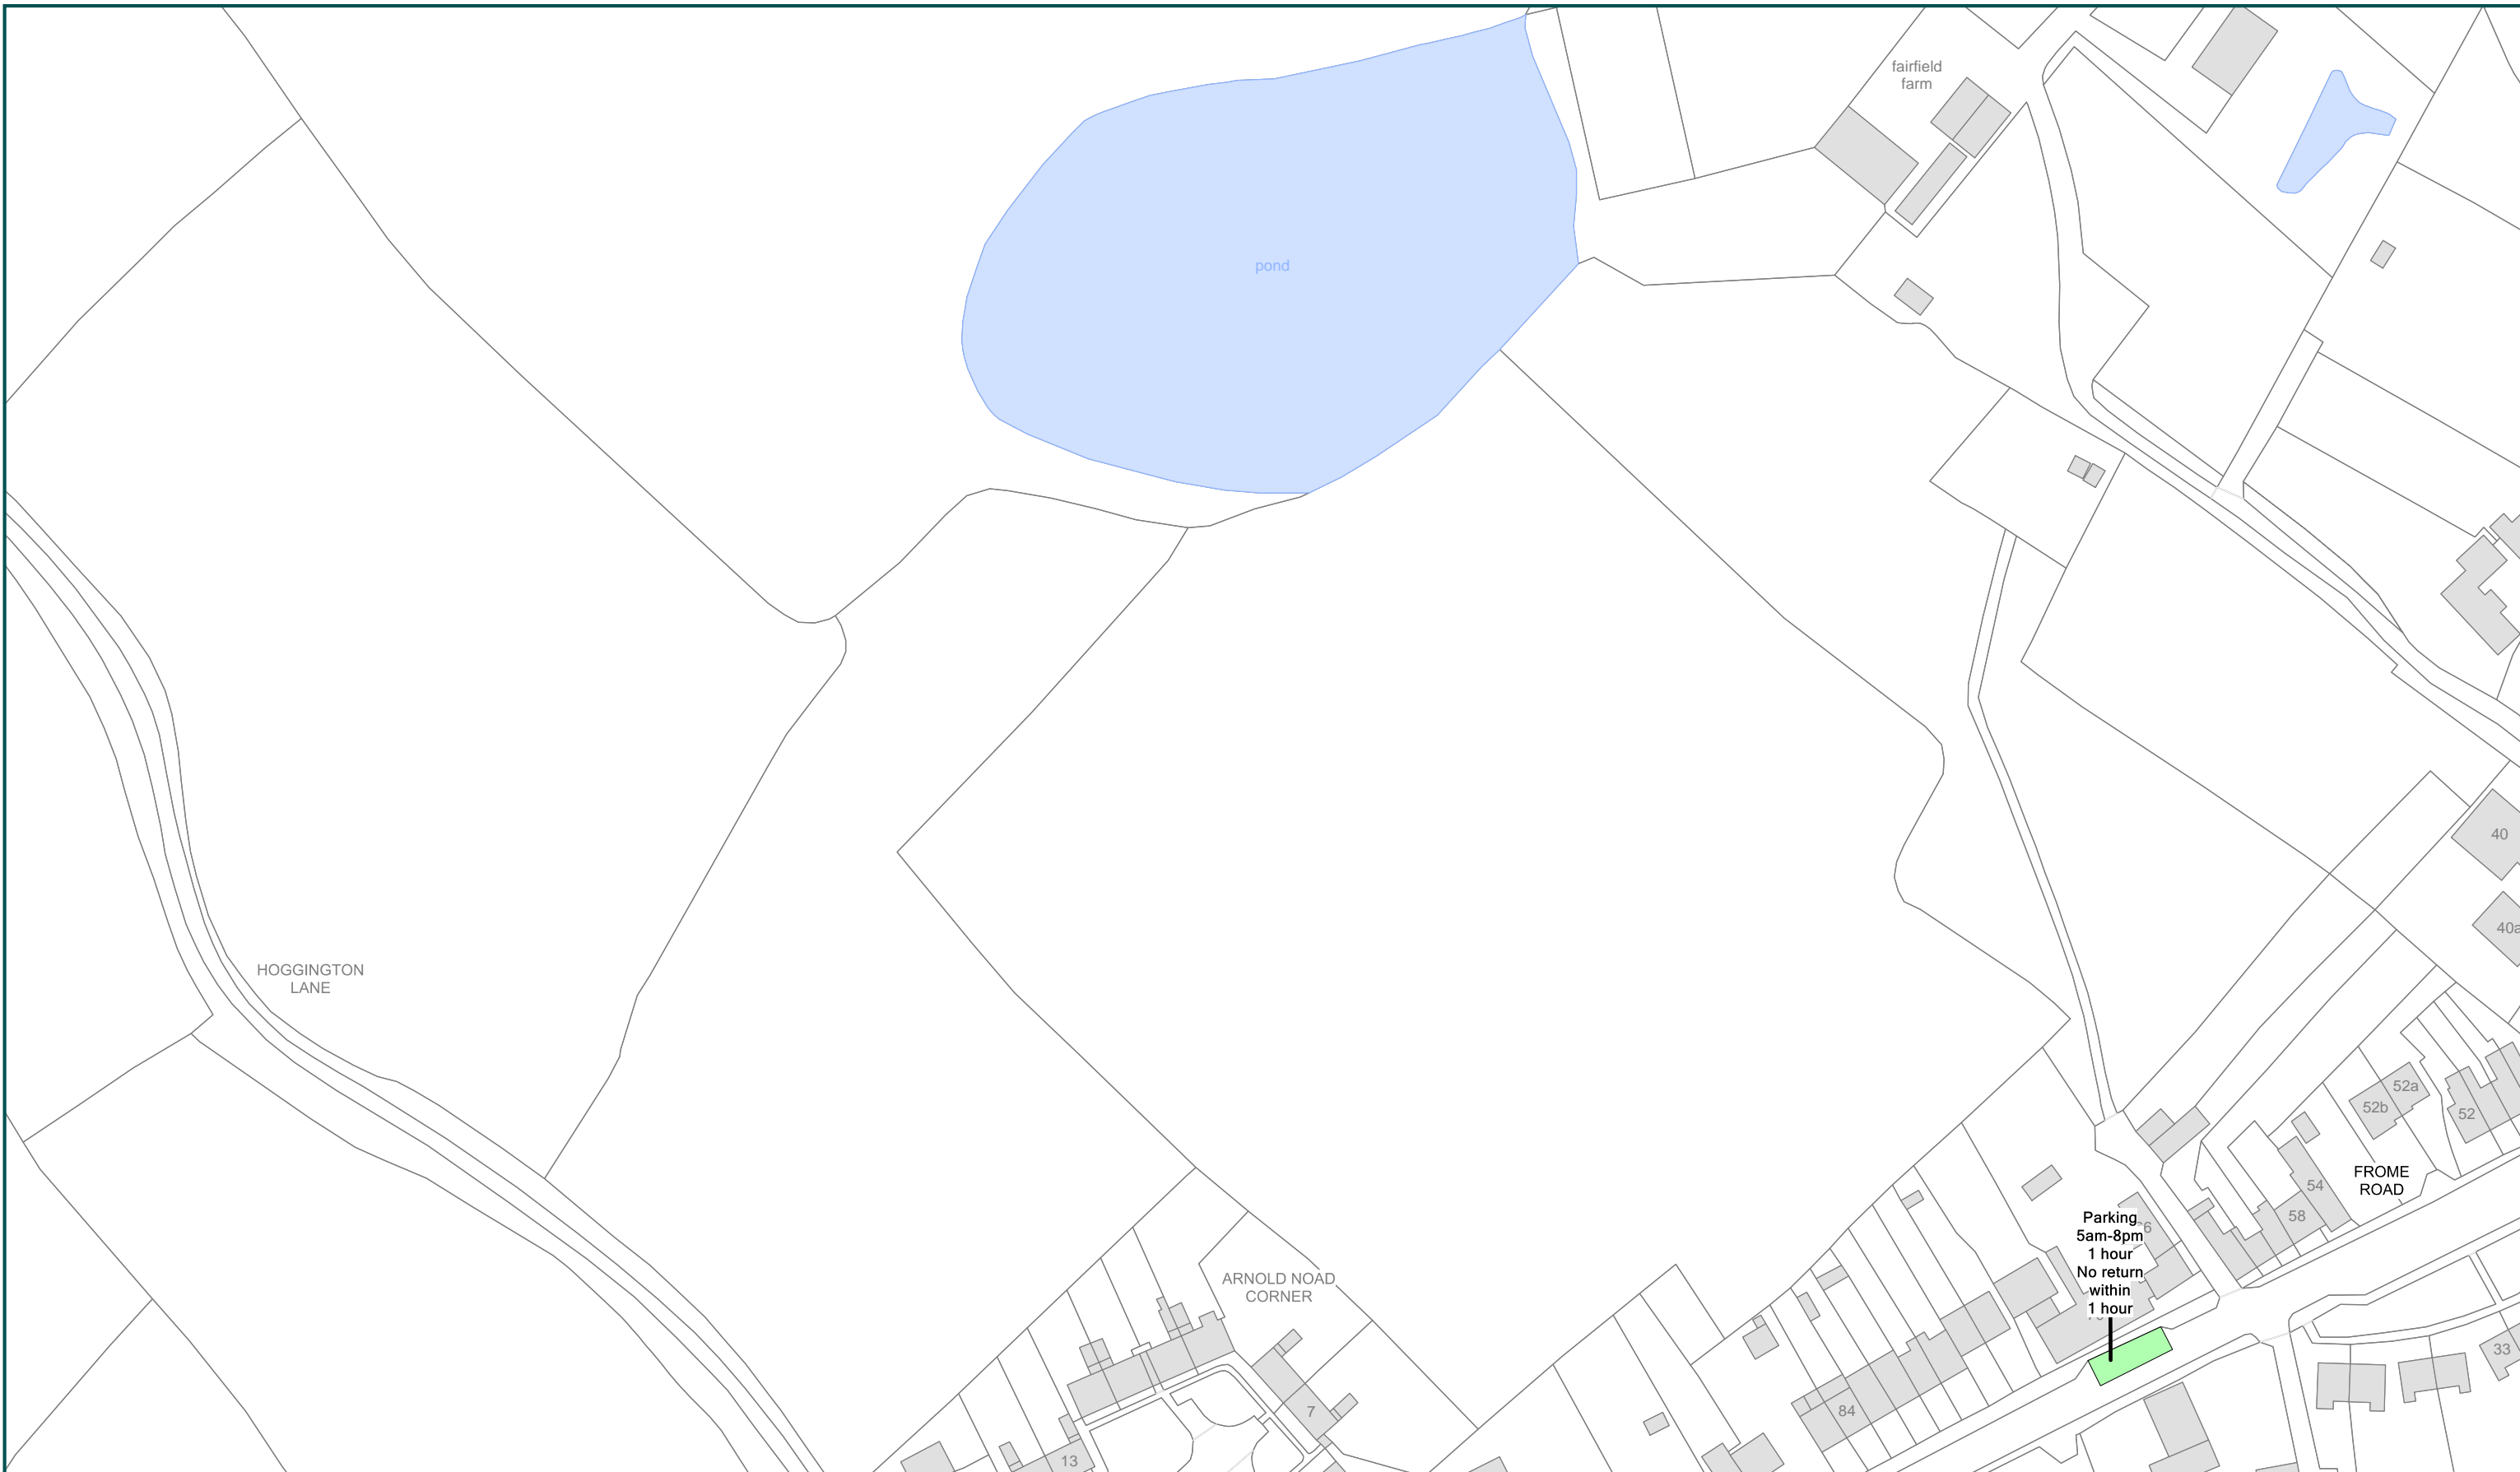 fairfield
farm
pond
40
40a
HOGGINGTON
LANE
52a
52b
52
FROME
ROAD
54
58
Parking
5am-8pm
1 hour
No return
within
1 hour
ARNOLD NOAD
CORNER
33
7
84
13